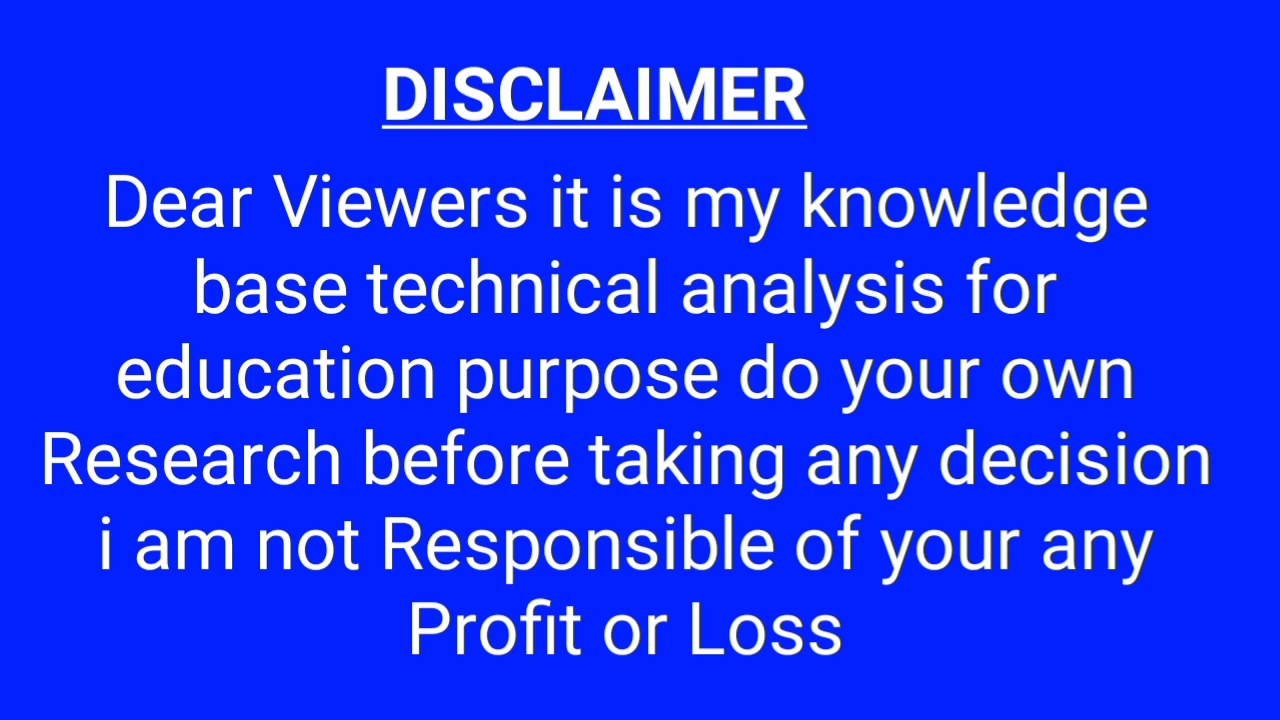 DISCLAIMER
Dear Viewers it is my knowledge
base technical analysis for
education purpose do your own
Research before taking any decision
i am not Responsible of your any
Profit or Loss